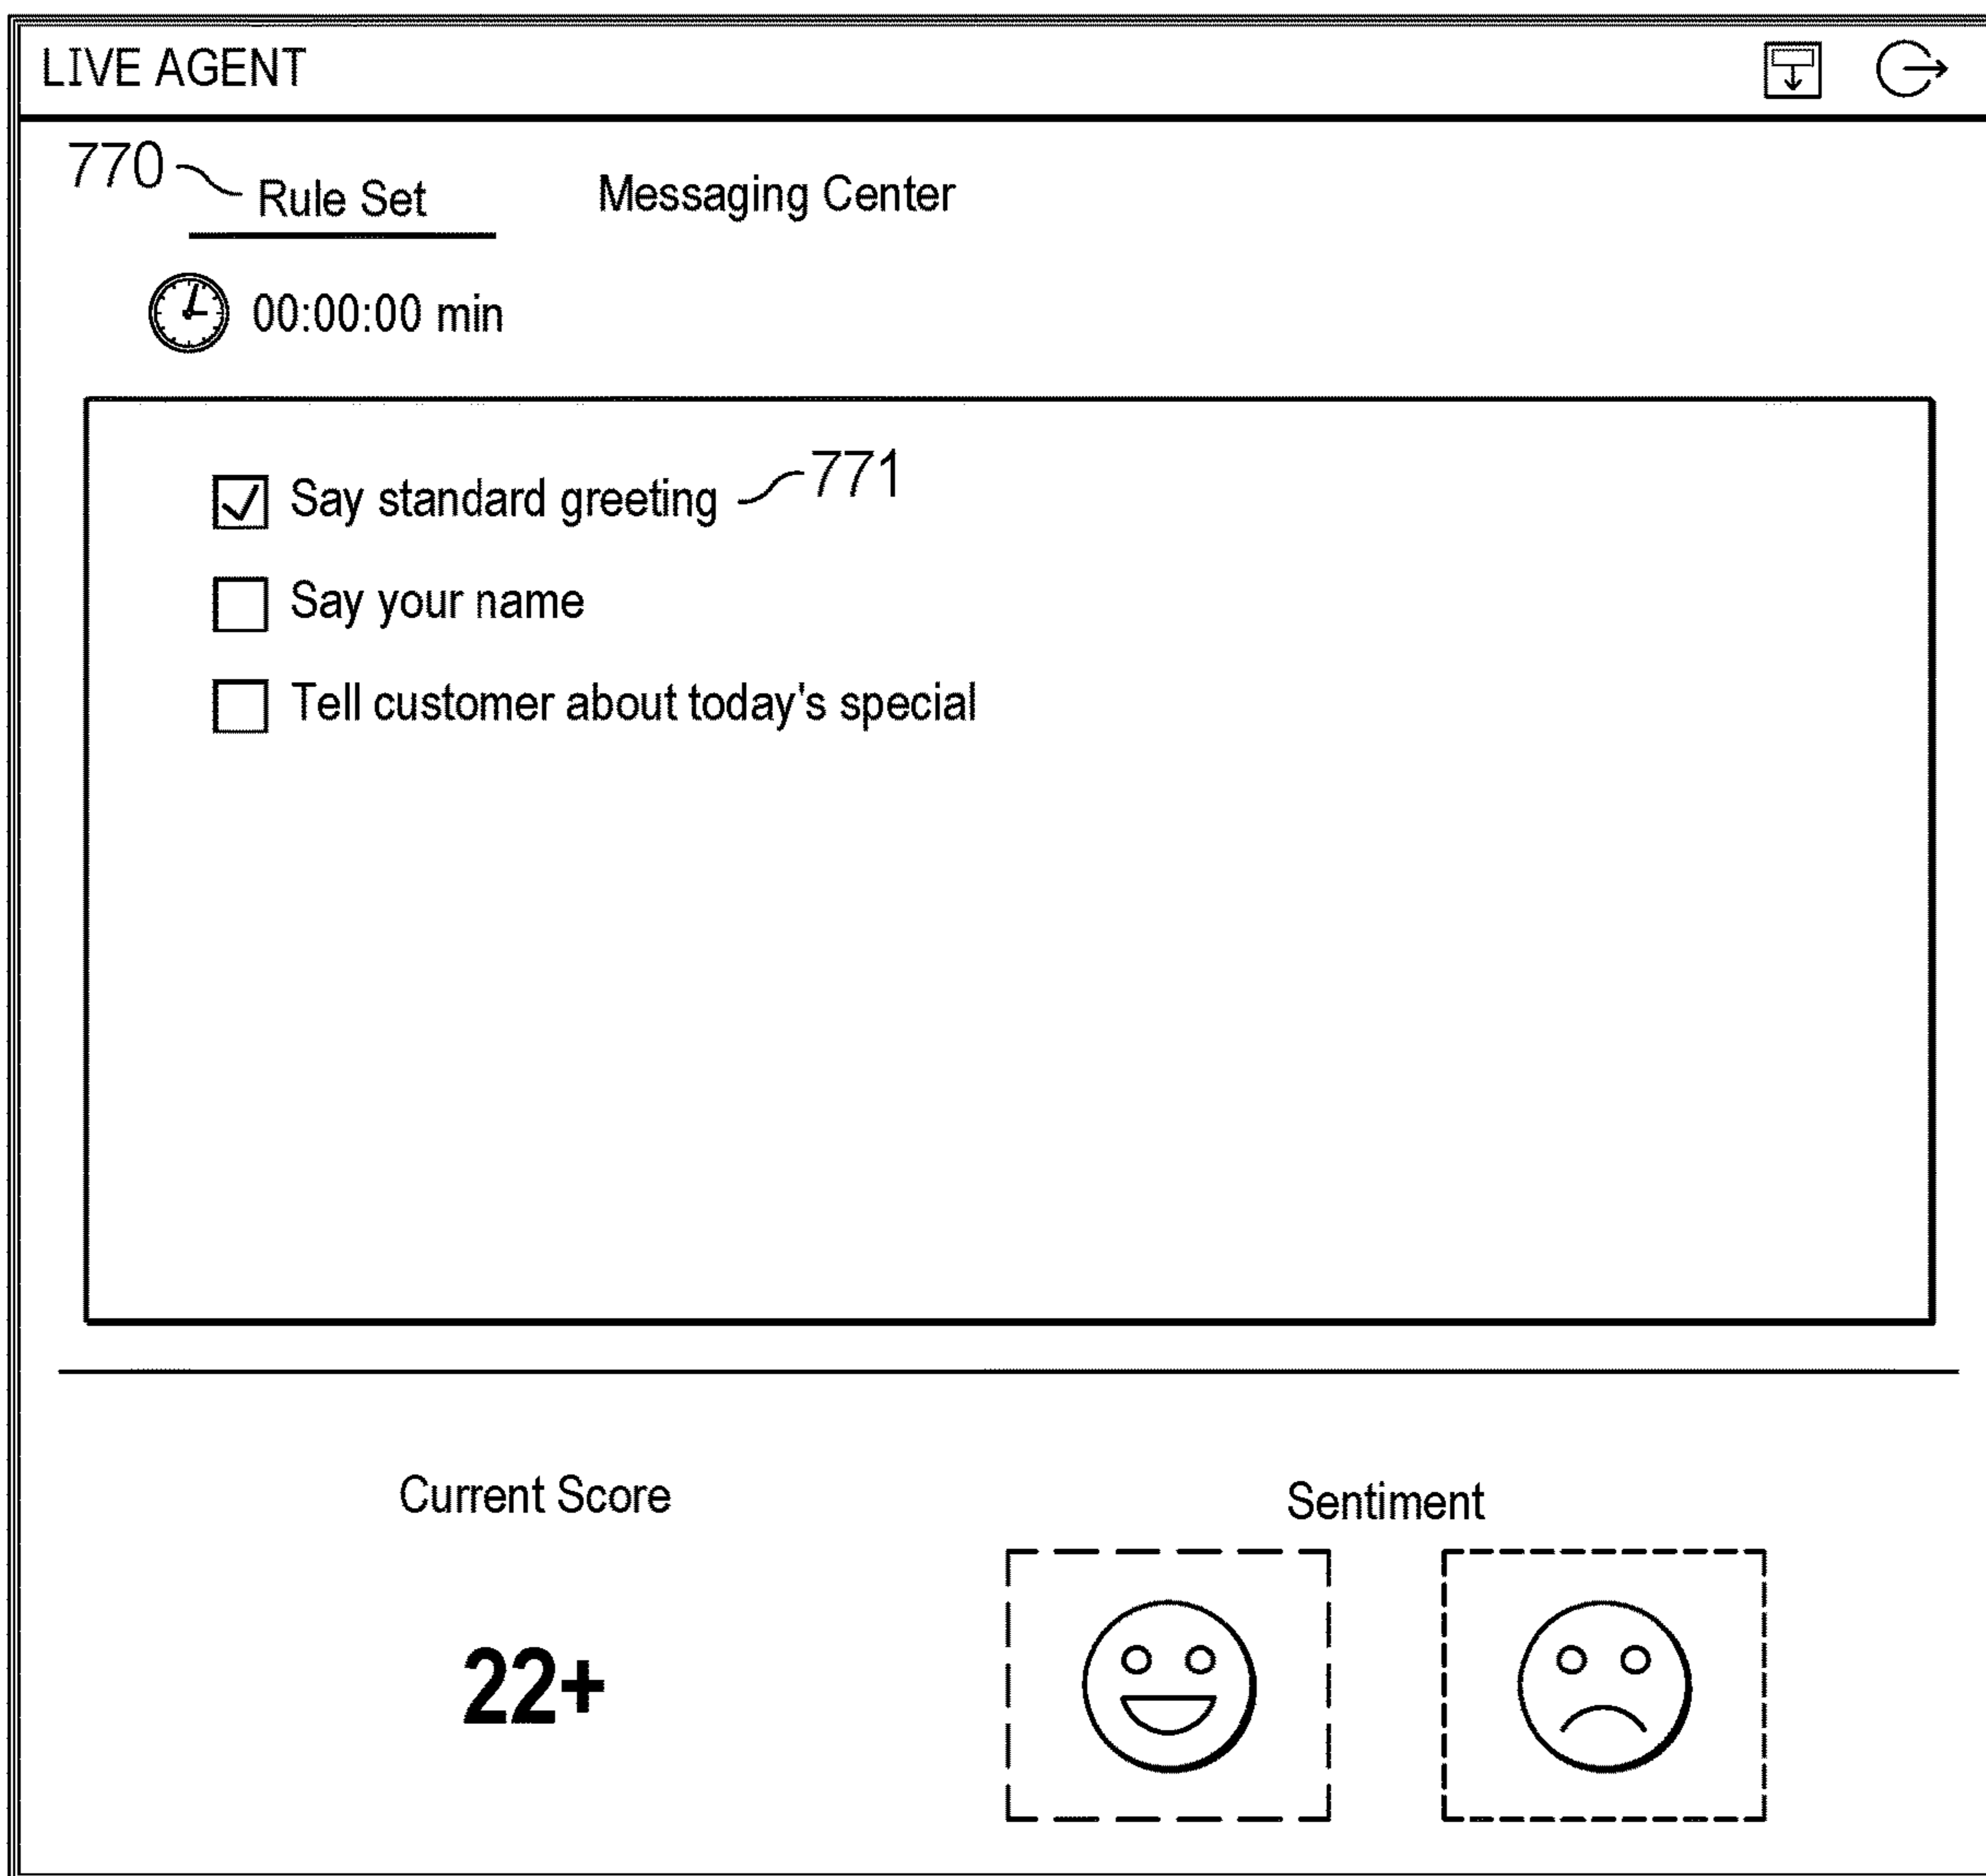 LIVE AGENT
770
Rule Set Messaging Center
00:00:00 min
Say standard greeting 771
Say your name
Tell customer about today's special
Current Score Sentiment
22+